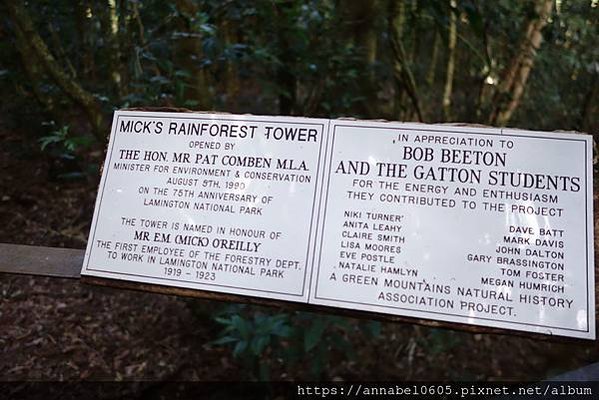 MICK'S RAINFOREST TOWER
OPENED BY
THE HON. MR PAT COMBEN M.L.A.
MINISTER FOR ENVIRONMENT & CONSERVATION
AUGUST 5TH. 1990
ON THE 75TH ANNIVERSARY OF
LAMINGTON NATIONAL PARK
THE TOWER IS NAMED IN HONOUR OF
MR E.M. (MICK) O'REILLY
THE FIRST EMPLOYEE OF THE FORESTRY DEPT.
TO WORK IN LAMINGTON NATIONAL PARK
1919 - 1923
IN APPRECIATION TO
BOB BEETON
AND THE GATTON STUDENTS
FOR THE ENERGY AND ENTHUSIASM
THEY CONTRIBUTED TO THE PROJECT
NIKI TURNER
ANITA LEAHY
CLAIRE SMITH
LISA MOORES
EVE POSTLE
NATALIE HAMLYN
DAVE BATT
MARK DAVIS
JOHN DALTON
GARY BRASSINGTON
TOM FOSTER
MEGAN HUMRICH
A GREEN MOUNTAINS NATURAL HISTORY
ASSOCIATION PROJECT.
https://annabel0605.pixnet.net/album